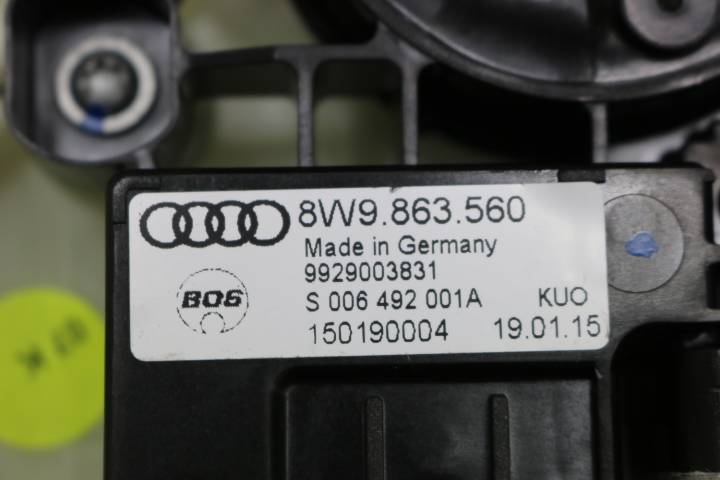 8W9.863.560
Made in Germany
9929003831
BOS
S 006 492 001A KUO
150190004 19.01.15